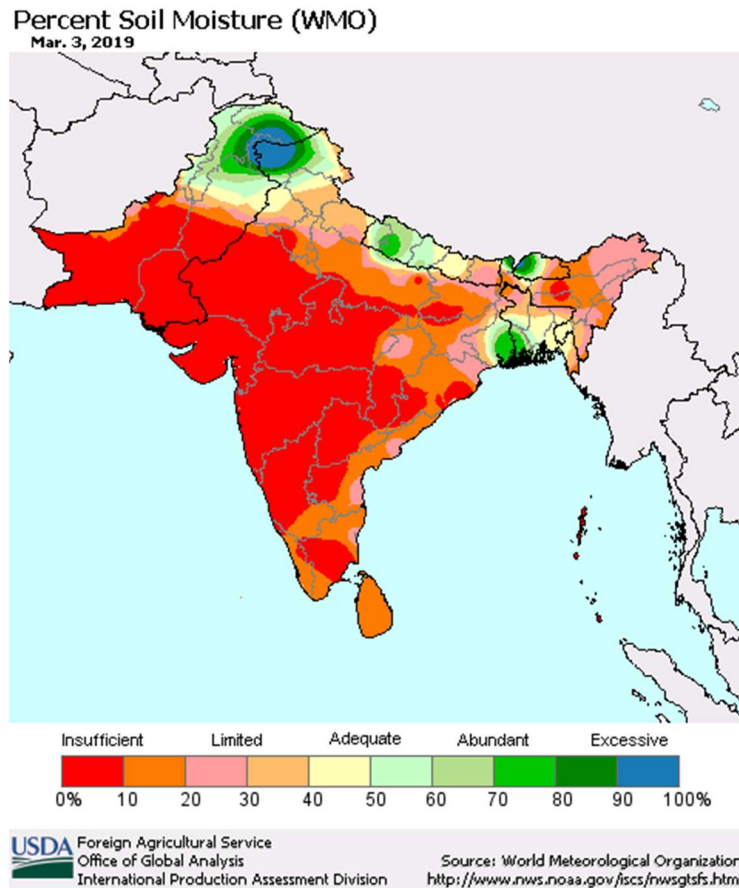 Percent Soil Moisture (WMO)
Mar. 3, 2019
Insufficient Limited Adequate Abundant Excessive
0% 10 20 30 40 50 60 70 80 90 100%
USDA Foreign Agricultural Service
Office of Global Analysis
International Production Assessment Division
Source: World Meteorological Organization
http://www.nws.noaa.gov/iscs/nwsgtsfs.htm